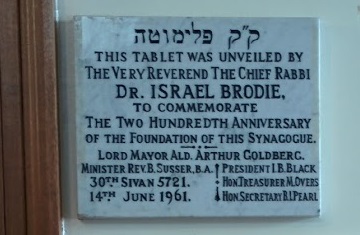 ק"ק פלימוטה
THIS TABLET WAS UNVEILED BY
THE VERY REVEREND THE CHIEF RABBI
DR. ISRAEL BRODIE,
TO COMMEMORATE
THE TWO HUNDREDTH ANNIVERSARY
OF THE FOUNDATION OF THIS SYNAGOGUE.
LORD MAYOR ALD. ARTHUR GOLDBERG.
MINISTER REV. B. SUSSER, B.A. PRESIDENT I.B. BLACK
30TH SIVAN 5721. HON. TREASURER M. OVERS
14TH JUNE 1961. HON. SECRETARY B.I. PEARL